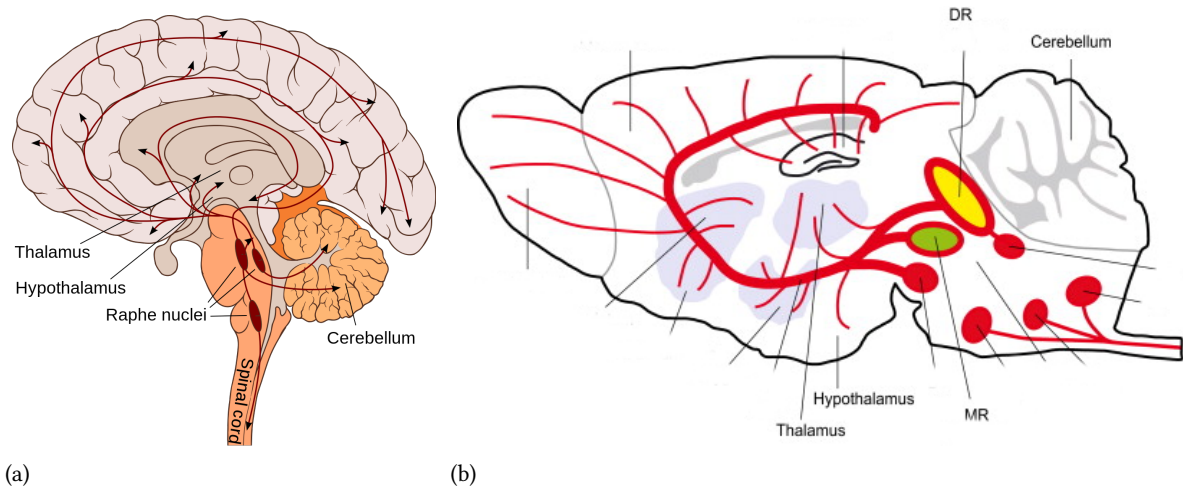 Thalamus
Hypothalamus
Raphe nuclei
Cerebellum
Spinal cord
(a)
DR
Cerebellum
Hypothalamus
Thalamus
MR
(b)